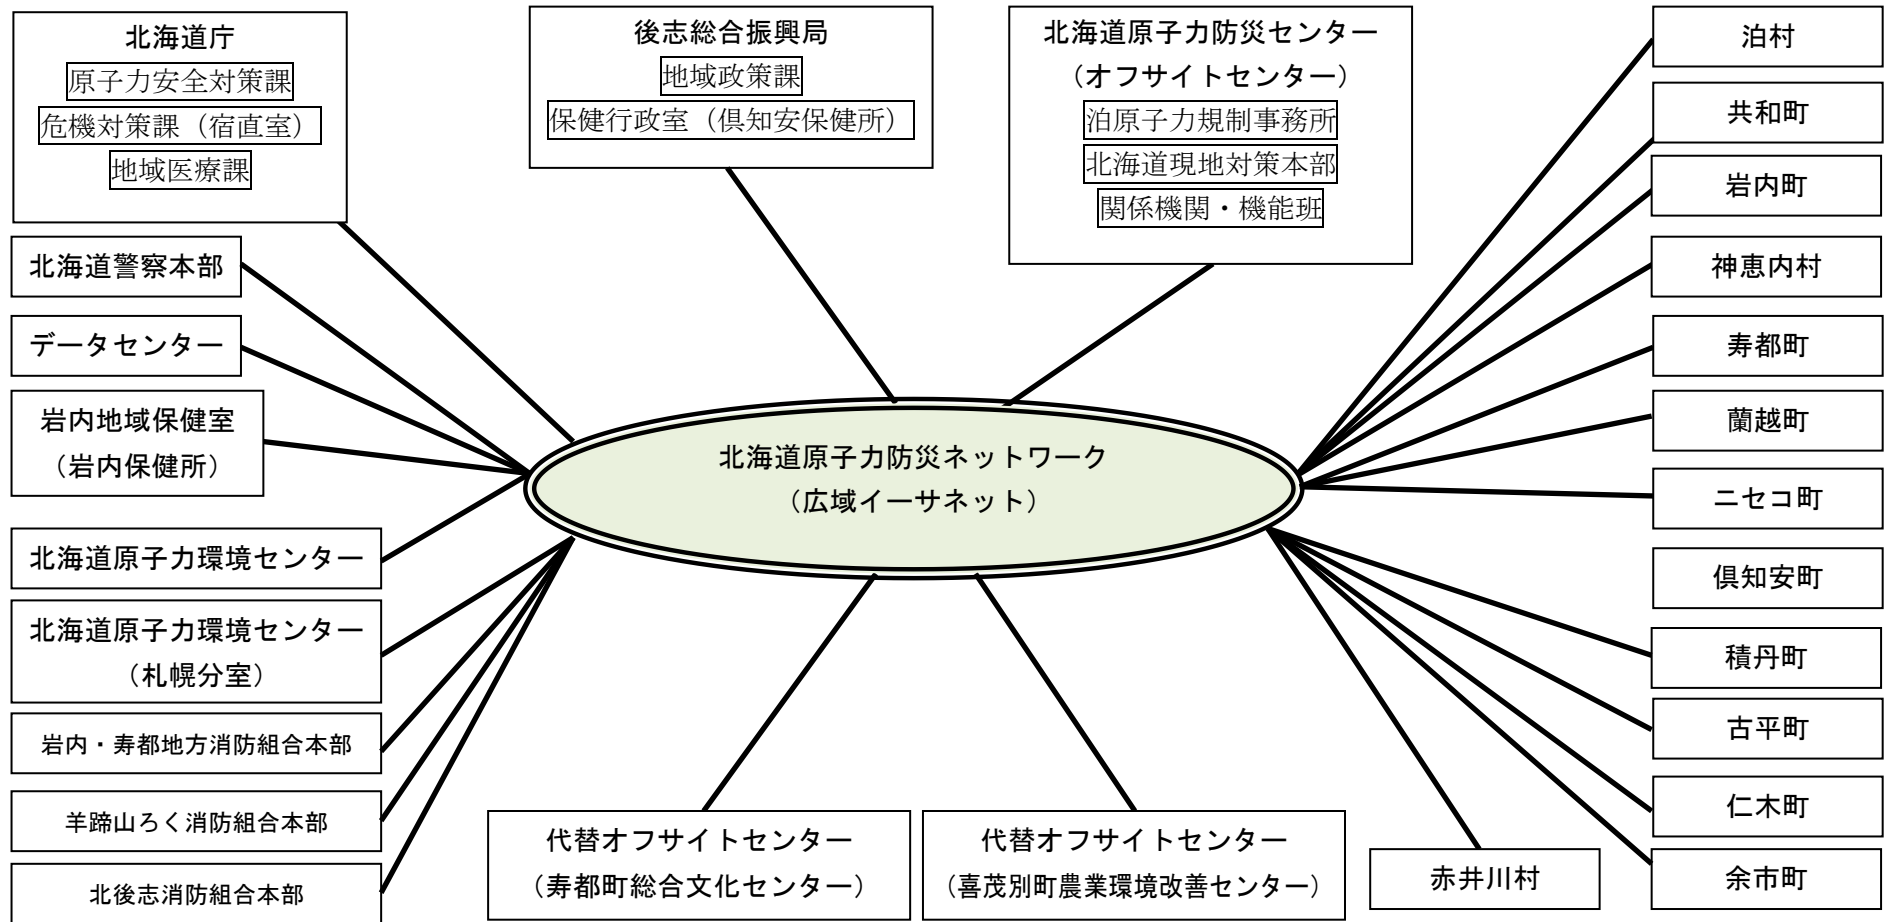 北海道庁
原子力安全対策課
危機対策課（宿直室）
地域医療課
後志総合振興局
地域政策課
保健行政室（倶知安保健所）
北海道原子力防災センター
（オフサイトセンター）
泊原子力規制事務所
北海道現地対策本部
関係機関・機能班
北海道警察本部
データセンター
岩内地域保健室
（岩内保健所）
北海道原子力環境センター
北海道原子力環境センター
（札幌分室）
岩内・寿都地方消防組合本部
羊蹄山ろく消防組合本部
北後志消防組合本部
北海道原子力防災ネットワーク
（広域イーサネット）
代替オフサイトセンター
（寿都町総合文化センター）
代替オフサイトセンター
（喜茂別町農業環境改善センター）
泊村
共和町
岩内町
神恵内村
寿都町
蘭越町
ニセコ町
倶知安町
積丹町
古平町
仁木町
余市町
赤井川村